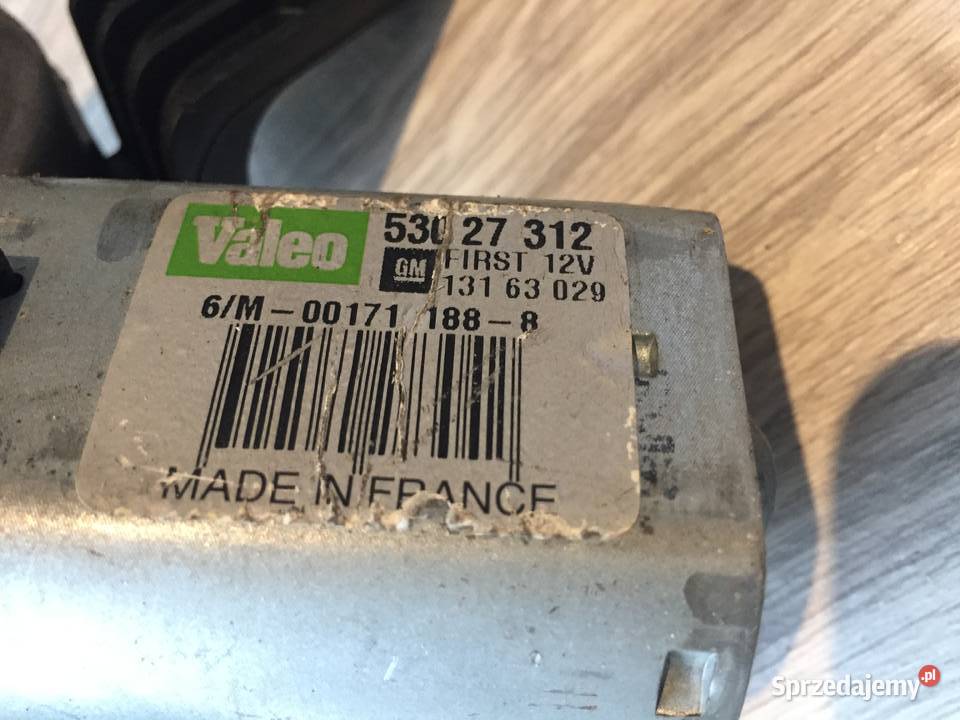 Valeo
530 27 312
GM FIRST 12V
131 63 029
6/M-00171 188-8
MADE IN FRANCE
Sprzedajemy.pl